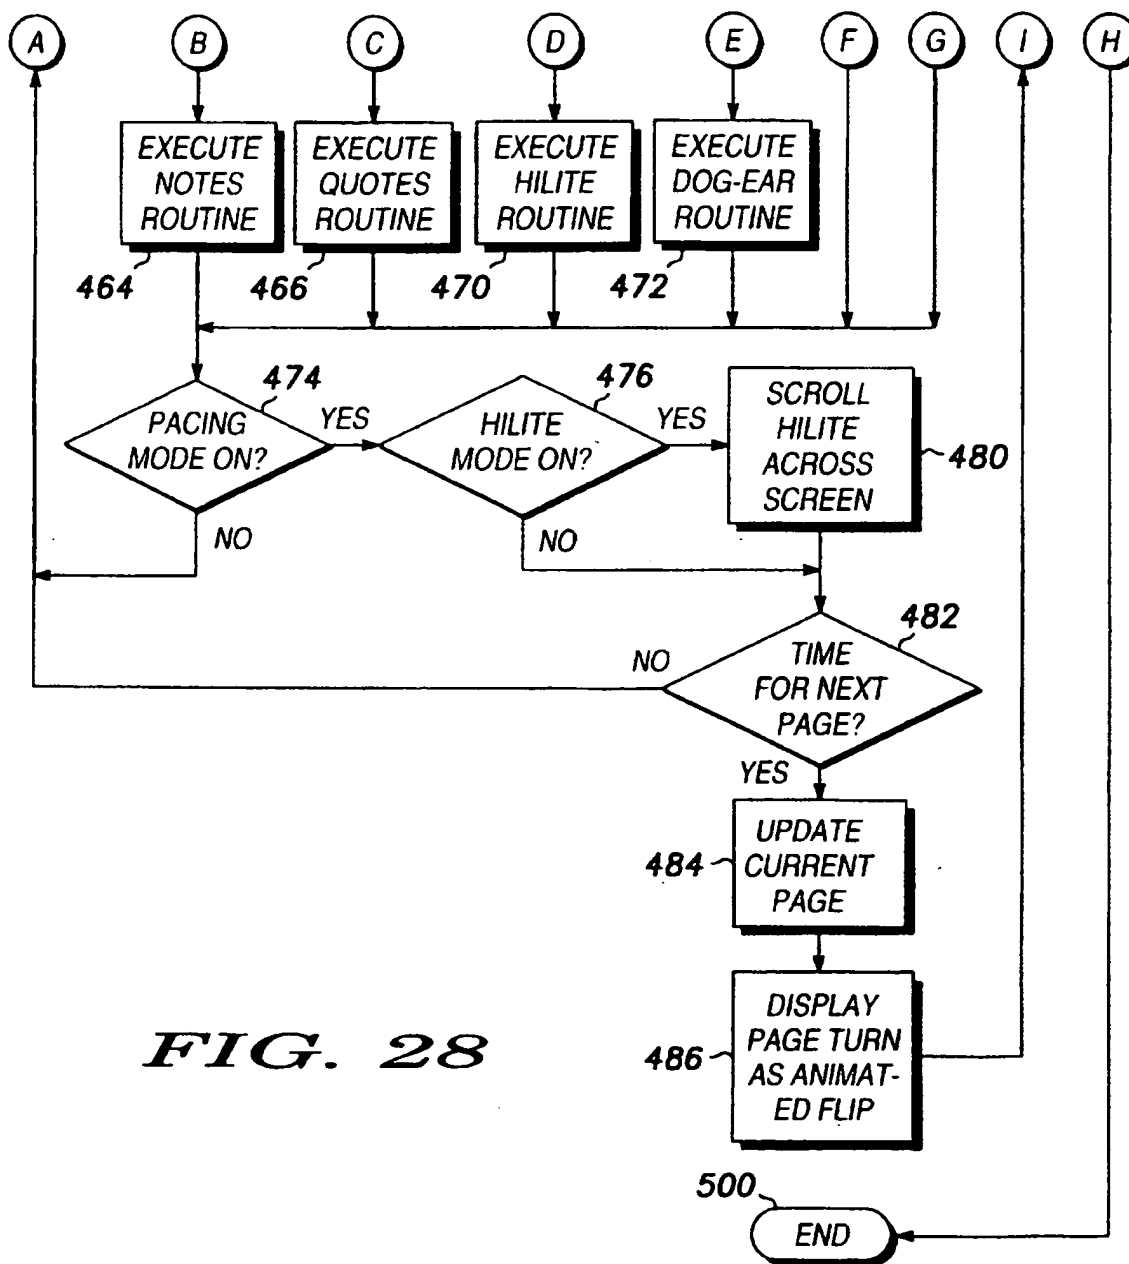 A B C D E F G I H
EXECUTE
NOTES
ROUTINE
464
EXECUTE
QUOTES
ROUTINE
466
EXECUTE
HILITE
ROUTINE
470
EXECUTE
DOG-EAR
ROUTINE
472
PACING
MODE ON?
474
YES
NO
HILITE
MODE ON?
476
YES
NO
SCROLL
HILITE
ACROSS
SCREEN
480
TIME
FOR NEXT
PAGE?
482
NO
YES
UPDATE
CURRENT
PAGE
484
DISPLAY
PAGE TURN
AS ANIMAT-
ED FLIP
486
FIG. 28
500
END